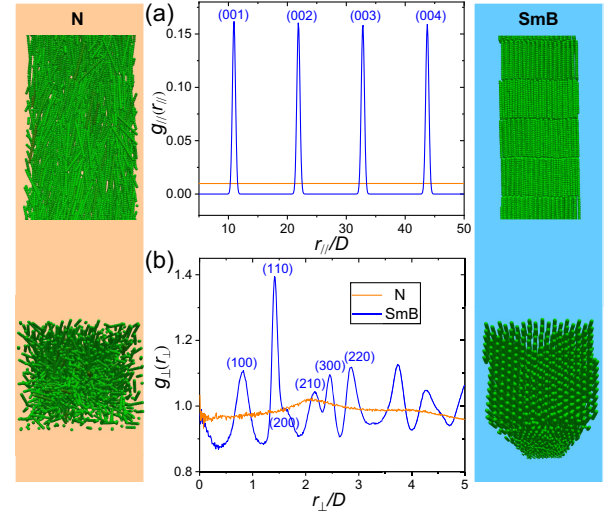 N
(a)
SmB
(001) (002) (003) (004)
0.15
0.10
0.05
0.00
g//(r//)
10 20 30 40 50
r///D
(b)
(110)
(100)
(200)
(210)
(300)
(220)
N
SmB
1.4
1.2
1.0
0.8
g⊥(r⊥)
0 1 2 3 4 5
r⊥/D